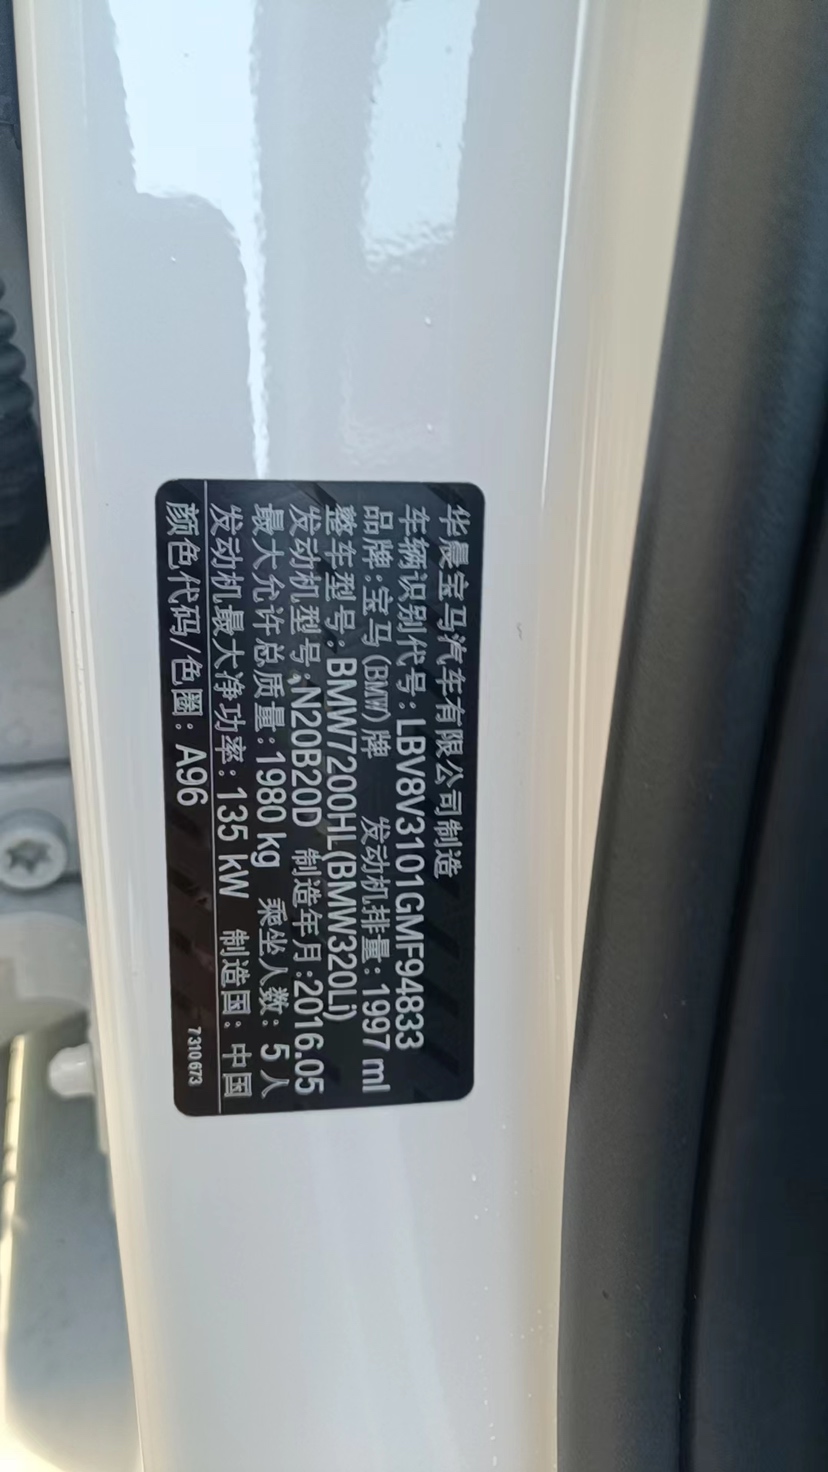 华晨宝马汽车有限公司制造
车辆识别代号:LBV8V3101GMF94833
品牌:宝马(BMW)牌 发动机排量:1997 ml
整车型号:BMW7200HL(BMW320Li)
发动机型号:N20B20D 制造年月:2016.05
最大允许总质量:1980 kg 乘坐人数:5人
发动机最大净功率:135 kW 制造国:中国
颜色代码/色圈:A96
7310673